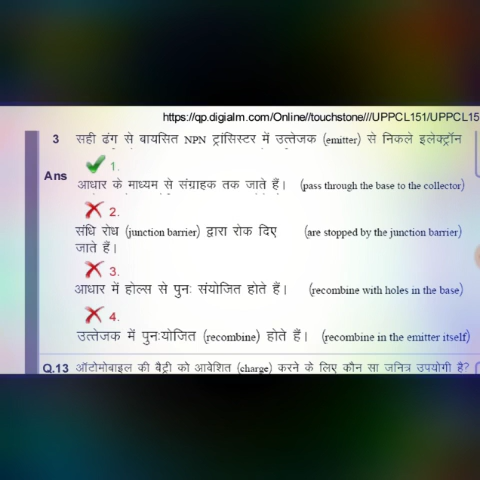 https://qp.digialm.com/Online//touchstone///UPPCL151/UPPCL15
3 सही ढंग से बायसित NPN ट्रांसिस्टर में उत्तेजक (emitter) से निकले इलेक्ट्रॉन
Ans 1.
आधार के माध्यम से संग्राहक तक जाते हैं। (pass through the base to the collector)
2.
संधि रोध (junction barrier) द्वारा रोक दिए (are stopped by the junction barrier)
जाते हैं।
3.
आधार में होल्स से पुनः संयोजित होते हैं। (recombine with holes in the base)
4.
उत्तेजक में पुनःयोजित (recombine) होते हैं। (recombine in the emitter itself)
Q.13 ऑटोमोबाइल की बैट्री को आवेशित (charge) करने के लिए कौन सा जनित्र उपयोगी है?